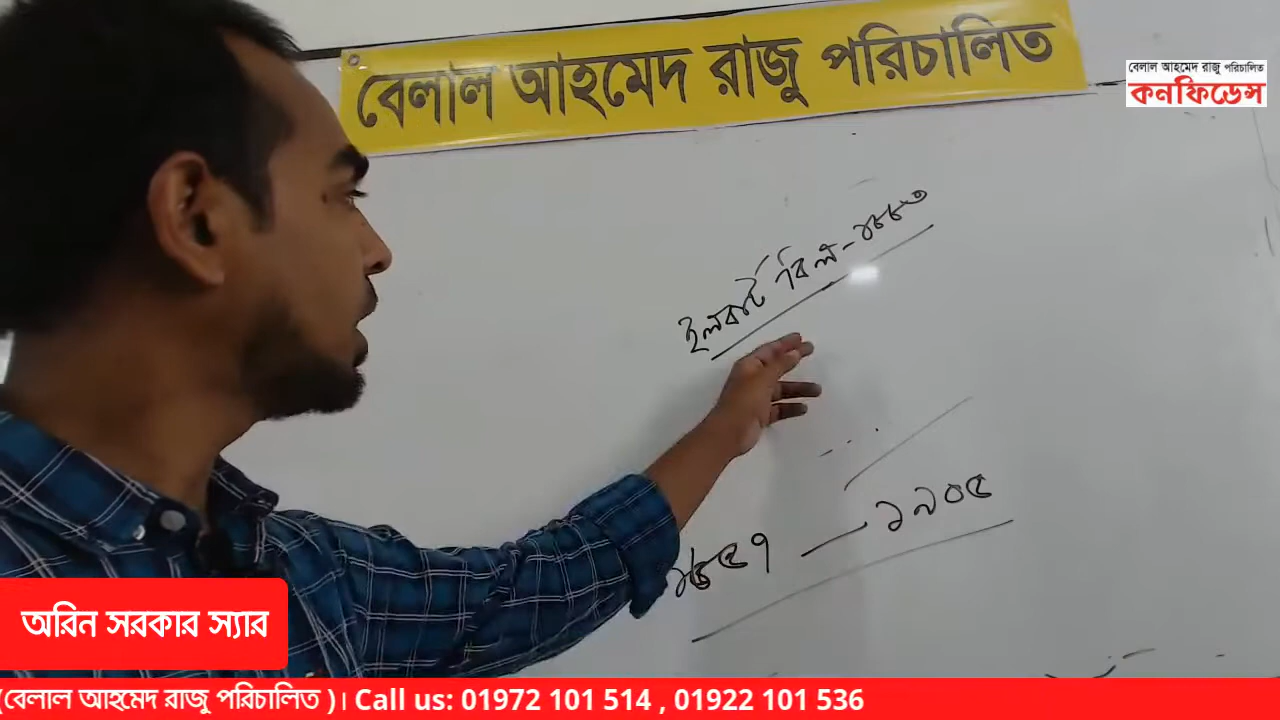 বেলাল আহমেদ রাজু পরিচালিত
বেলাল আহমেদ রাজু পরিচালিত
কনফিডেন্স
ইলবার্ট বিল - ১৮৮৩
১৮৫৭ — ১৯০৫
অরিন সরকার স্যার
(বেলাল আহমেদ রাজু পরিচালিত )। Call us: 01972 101 514 , 01922 101 536